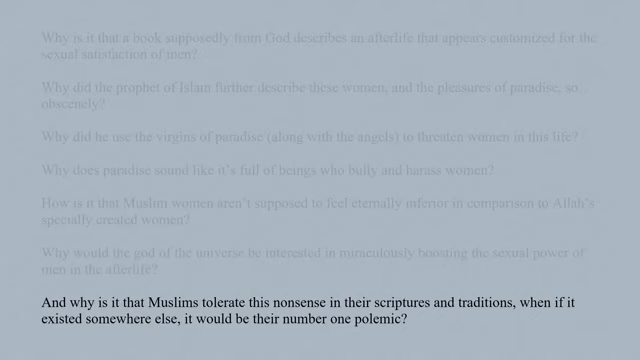 Why is it that a book supposedly from God describes an afterlife that appears customized for the
sexual satisfaction of men?
Why did the prophet of Islam further describe these women, and the pleasures of paradise, so
obscenely?
Why did he use the virgins of paradise (along with the angels) to threaten women in this life?
Why does paradise sound like it’s full of beings who bully and harass women?
How is it that Muslim women aren’t supposed to feel eternally inferior in comparison to Allah’s
specially created women?
Why would the god of the universe be interested in miraculously boosting the sexual power of
men in the afterlife?
And why is it that Muslims tolerate this nonsense in their scriptures and traditions, when if it
existed somewhere else, it would be their number one polemic?